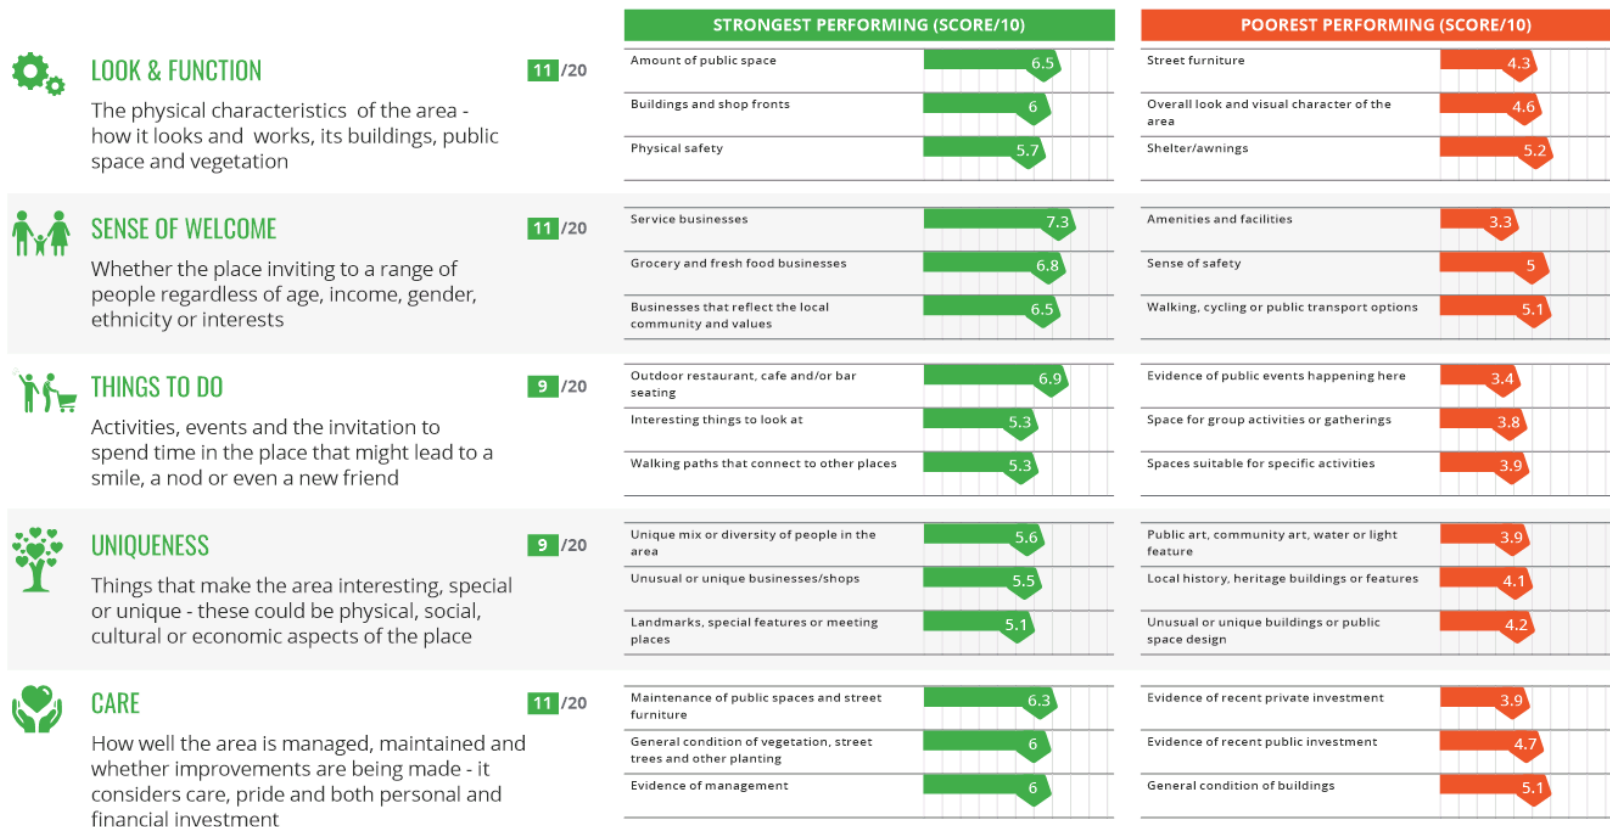 STRONGEST PERFORMING (SCORE/10)
POOREST PERFORMING (SCORE/10)
LOOK & FUNCTION
11 /20
The physical characteristics of the area -
how it looks and works, its buildings, public
space and vegetation
Amount of public space 6.5
Buildings and shop fronts 6
Physical safety 5.7
Street furniture 4.3
Overall look and visual character of the
area 4.6
Shelter/awnings 5.2
SENSE OF WELCOME
11 /20
Whether the place inviting to a range of
people regardless of age, income, gender,
ethnicity or interests
Service businesses 7.3
Grocery and fresh food businesses 6.8
Businesses that reflect the local
community and values 6.5
Amenities and facilities 3.3
Sense of safety 5
Walking, cycling or public transport options 5.1
THINGS TO DO
9 /20
Activities, events and the invitation to
spend time in the place that might lead to a
smile, a nod or even a new friend
Outdoor restaurant, cafe and/or bar
seating 6.9
Interesting things to look at 5.3
Walking paths that connect to other places 5.3
Evidence of public events happening here 3.4
Space for group activities or gatherings 3.8
Spaces suitable for specific activities 3.9
UNIQUENESS
9 /20
Things that make the area interesting, special
or unique - these could be physical, social,
cultural or economic aspects of the place
Unique mix or diversity of people in the
area 5.6
Unusual or unique businesses/shops 5.5
Landmarks, special features or meeting
places 5.1
Public art, community art, water or light
feature 3.9
Local history, heritage buildings or features 4.1
Unusual or unique buildings or public
space design 4.2
CARE
11 /20
How well the area is managed, maintained and
whether improvements are being made - it
considers care, pride and both personal and
financial investment
Maintenance of public spaces and street
furniture 6.3
General condition of vegetation, street
trees and other planting 6
Evidence of management 6
Evidence of recent private investment 3.9
Evidence of recent public investment 4.7
General condition of buildings 5.1